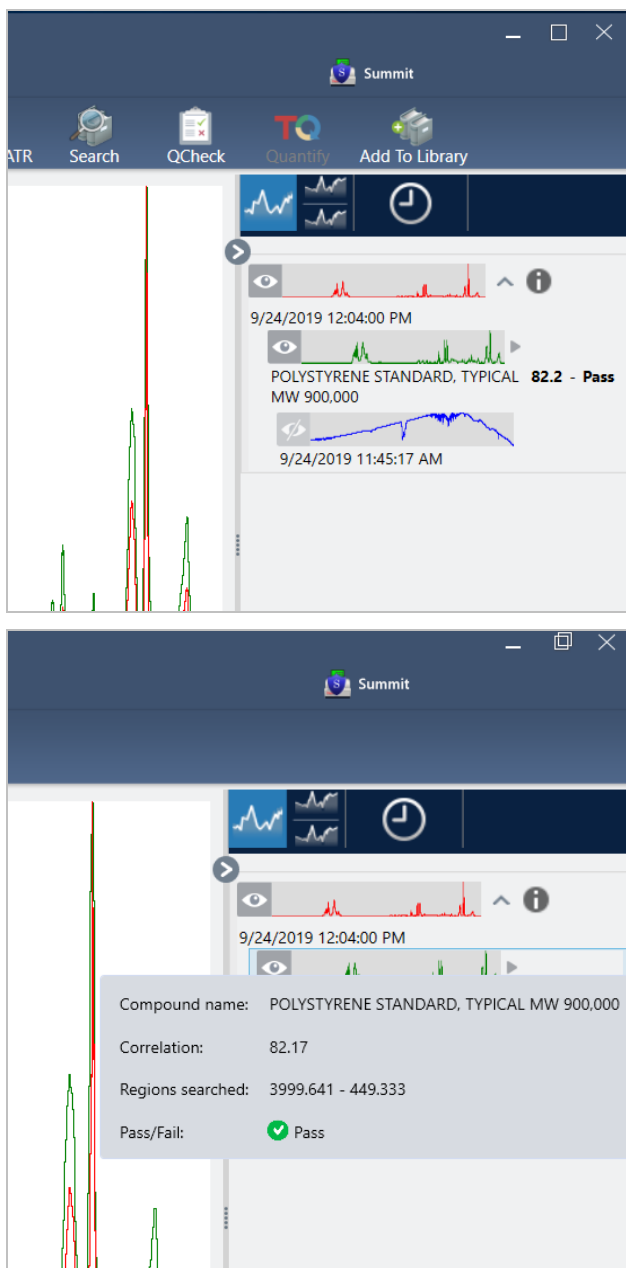 Summit
ATR Search QCheck TQ Quantify Add To Library
9/24/2019 12:04:00 PM
POLYSTYRENE STANDARD, TYPICAL 82.2 - Pass
MW 900,000
9/24/2019 11:45:17 AM
Summit
9/24/2019 12:04:00 PM
Compound name: POLYSTYRENE STANDARD, TYPICAL MW 900,000
Correlation: 82.17
Regions searched: 3999.641 - 449.333
Pass/Fail: Pass